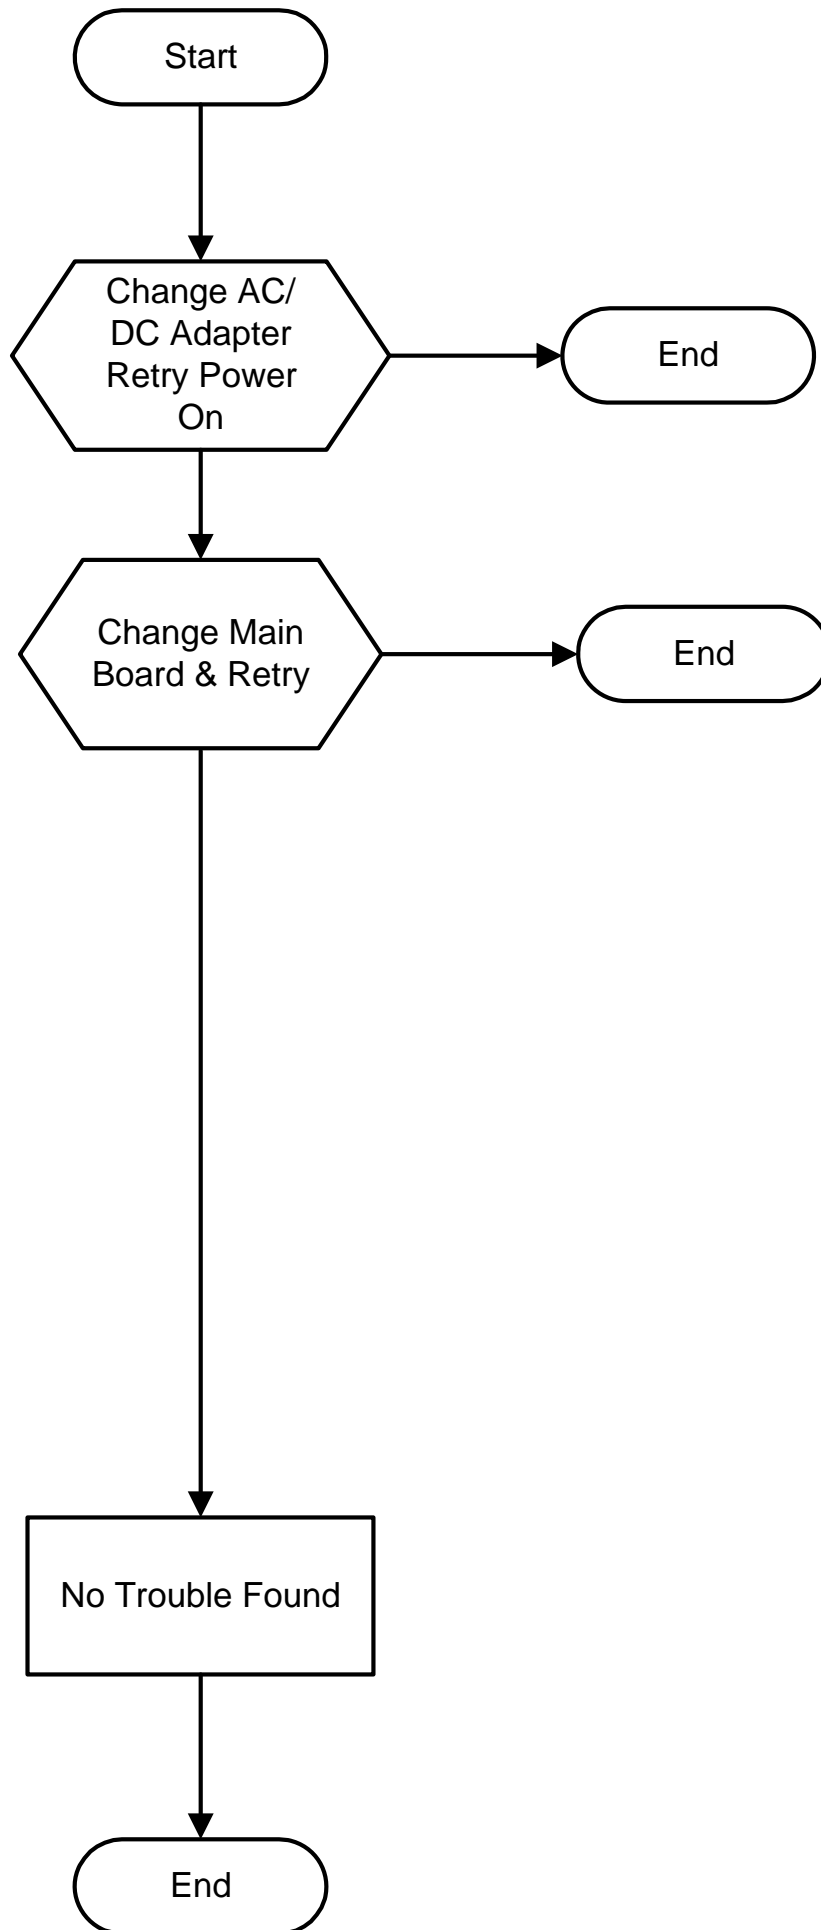 Start
Change AC/
DC Adapter
Retry Power
On
End
Change Main
Board & Retry
End
No Trouble Found
End